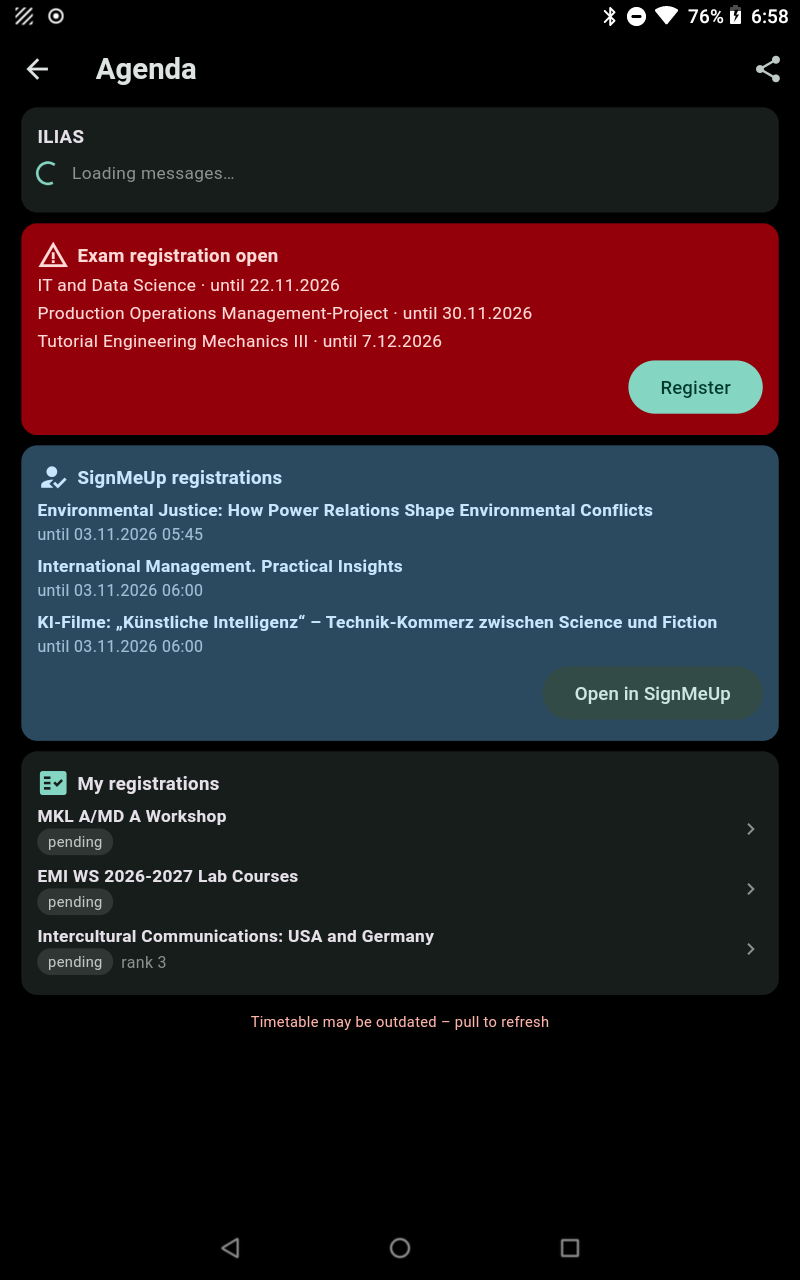 76% 6:58
Agenda
ILIAS
Loading messages…
Exam registration open
IT and Data Science · until 22.11.2026
Production Operations Management-Project · until 30.11.2026
Tutorial Engineering Mechanics III · until 7.12.2026
Register
SignMeUp registrations
Environmental Justice: How Power Relations Shape Environmental Conflicts
until 03.11.2026 05:45
International Management. Practical Insights
until 03.11.2026 06:00
KI-Filme: „Künstliche Intelligenz“ – Technik-Kommerz zwischen Science und Fiction
until 03.11.2026 06:00
Open in SignMeUp
My registrations
MKL A/MD A Workshop
pending
EMI WS 2026-2027 Lab Courses
pending
Intercultural Communications: USA and Germany
pending rank 3
Timetable may be outdated – pull to refresh